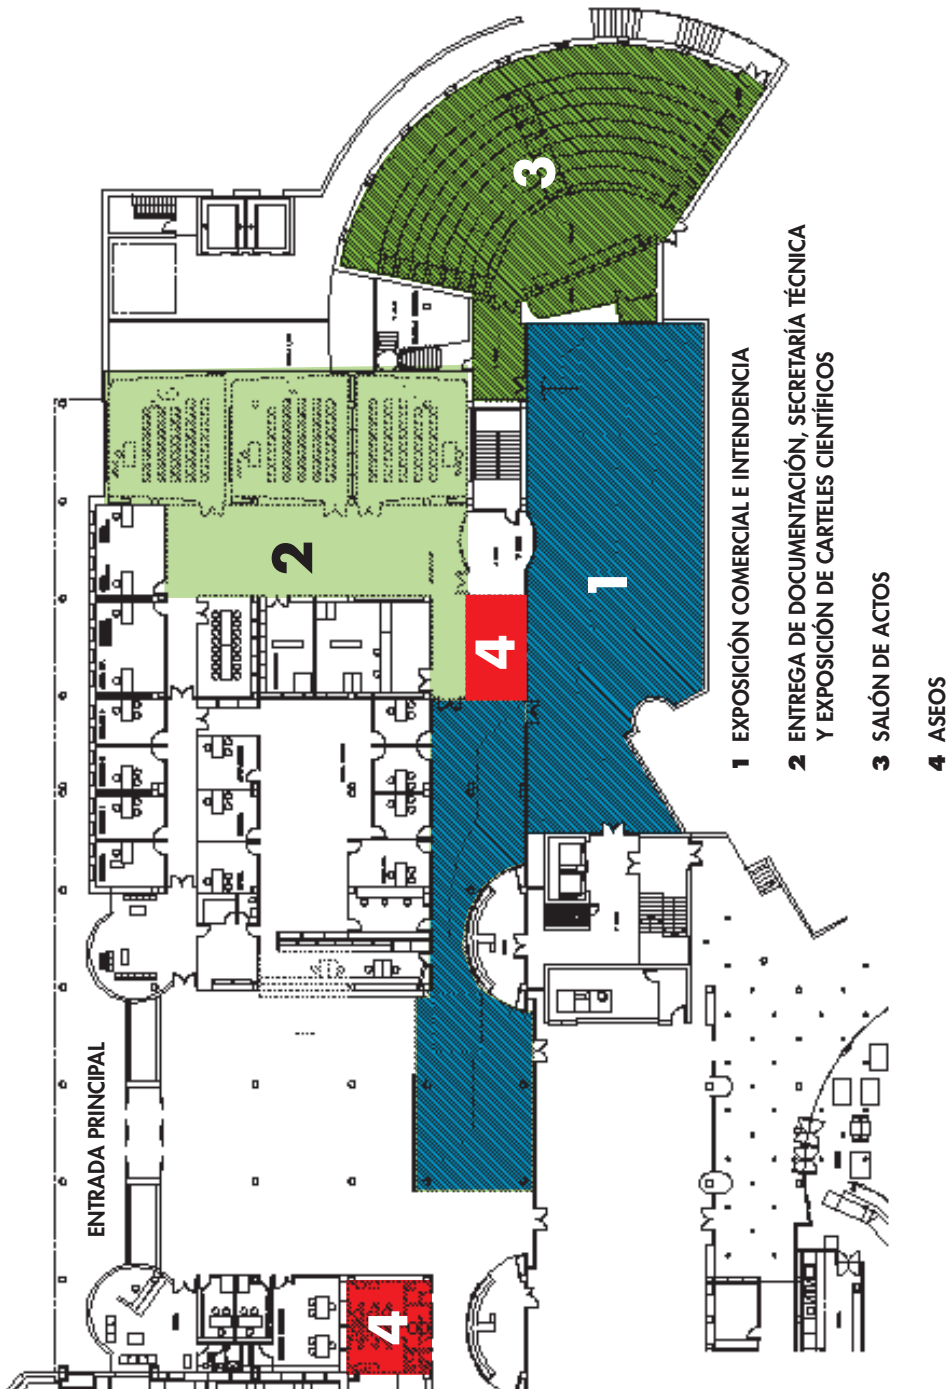 ENTRADA PRINCIPAL
4
4
2
1
3
1 EXPOSICIÓN COMERCIAL E INTENDENCIA
2 ENTREGA DE DOCUMENTACIÓN, SECRETARÍA TÉCNICA
Y EXPOSICIÓN DE CARTELES CIENTÍFICOS
3 SALÓN DE ACTOS
4 ASEOS